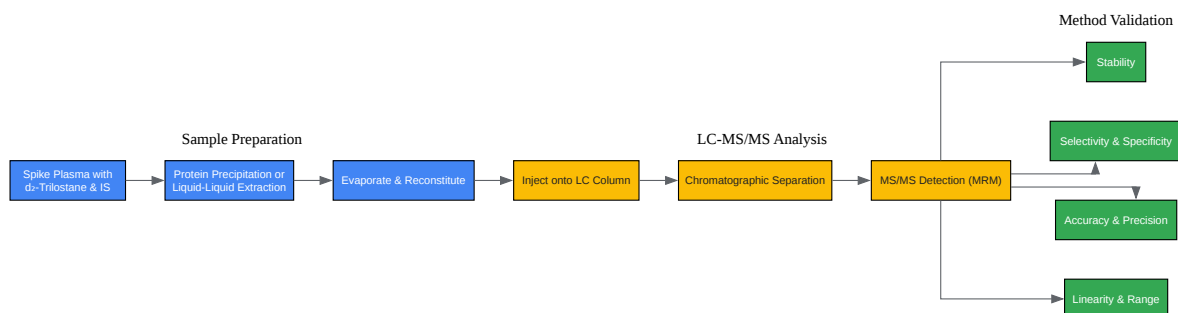 Method Validation
Stability
Sample Preparation
LC-MS/MS Analysis
Selectivity & Specificity
Spike Plasma with
d₂-Trilostane & IS
Protein Precipitation or
Liquid-Liquid Extraction
Evaporate & Reconstitute
Inject onto LC Column
Chromatographic Separation
MS/MS Detection (MRM)
Accuracy & Precision
Linearity & Range